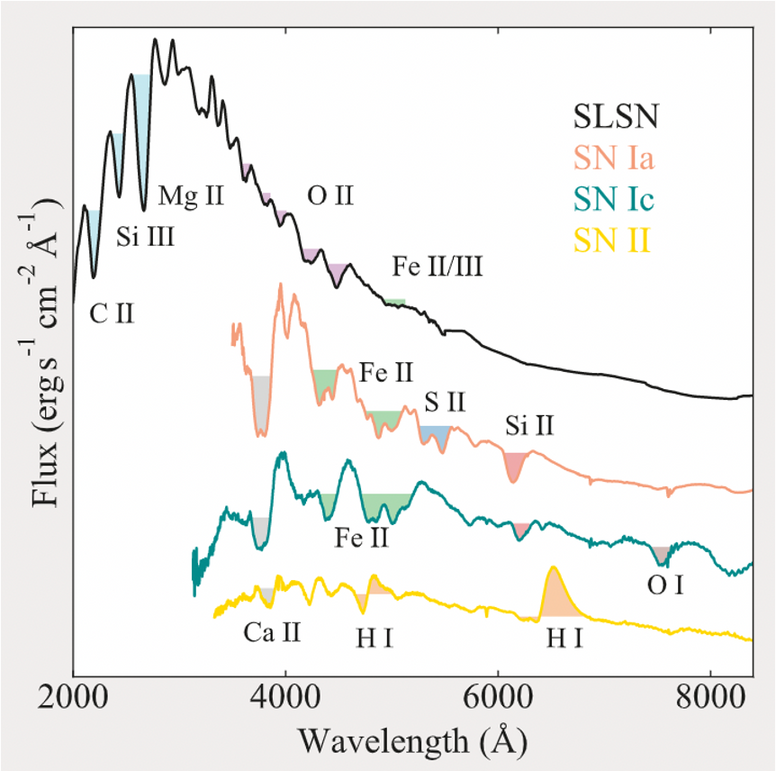 SLSN
SN Ia
SN Ic
SN II
Mg II
O II
Si III
Fe II/III
C II
Fe II
S II
Si II
Fe II
O I
Ca II
H I
H I
Flux (erg s⁻¹ cm⁻² Å⁻¹)
2000 4000 6000 8000
Wavelength (Å)